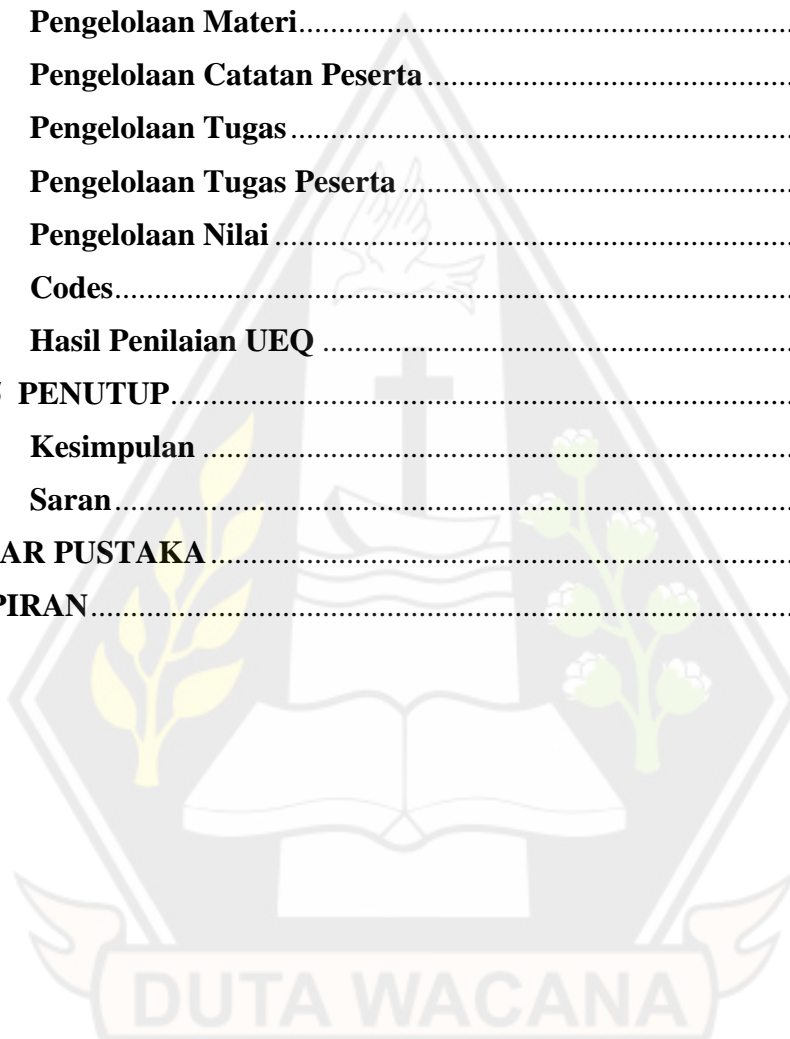 Pengelolaan Materi..........................................................
Pengelolaan Catatan Peserta..........................................
Pengelolaan Tugas...........................................................
Pengelolaan Tugas Peserta.............................................
Pengelolaan Nilai.............................................................
Codes................................................................................
Hasil Penilaian UEQ.......................................................
PENUTUP.........................................................................
Kesimpulan......................................................................
Saran................................................................................
AR PUSTAKA....................................................................
PIRAN.................................................................................
DUTA WACANA